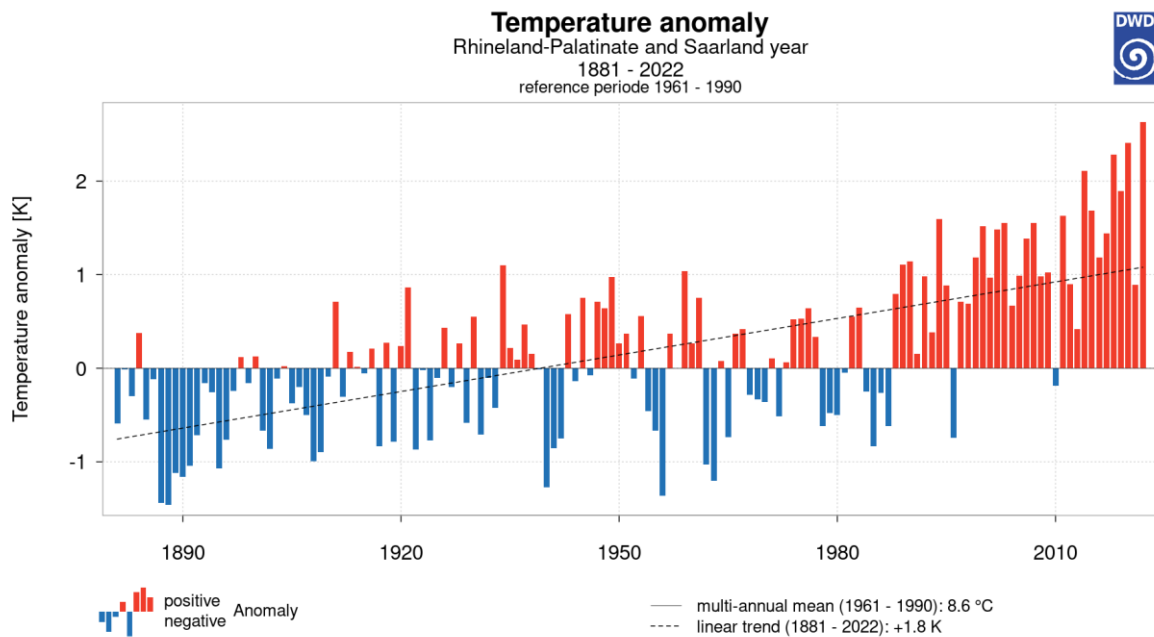 Temperature anomaly
Rhineland-Palatinate and Saarland year
1881 - 2022
reference periode 1961 - 1990
DWD
Temperature anomaly [K]
2
1
0
-1
1890
1920
1950
1980
2010
positive
negative
Anomaly
multi-annual mean (1961 - 1990): 8.6 °C
linear trend (1881 - 2022): +1.8 K